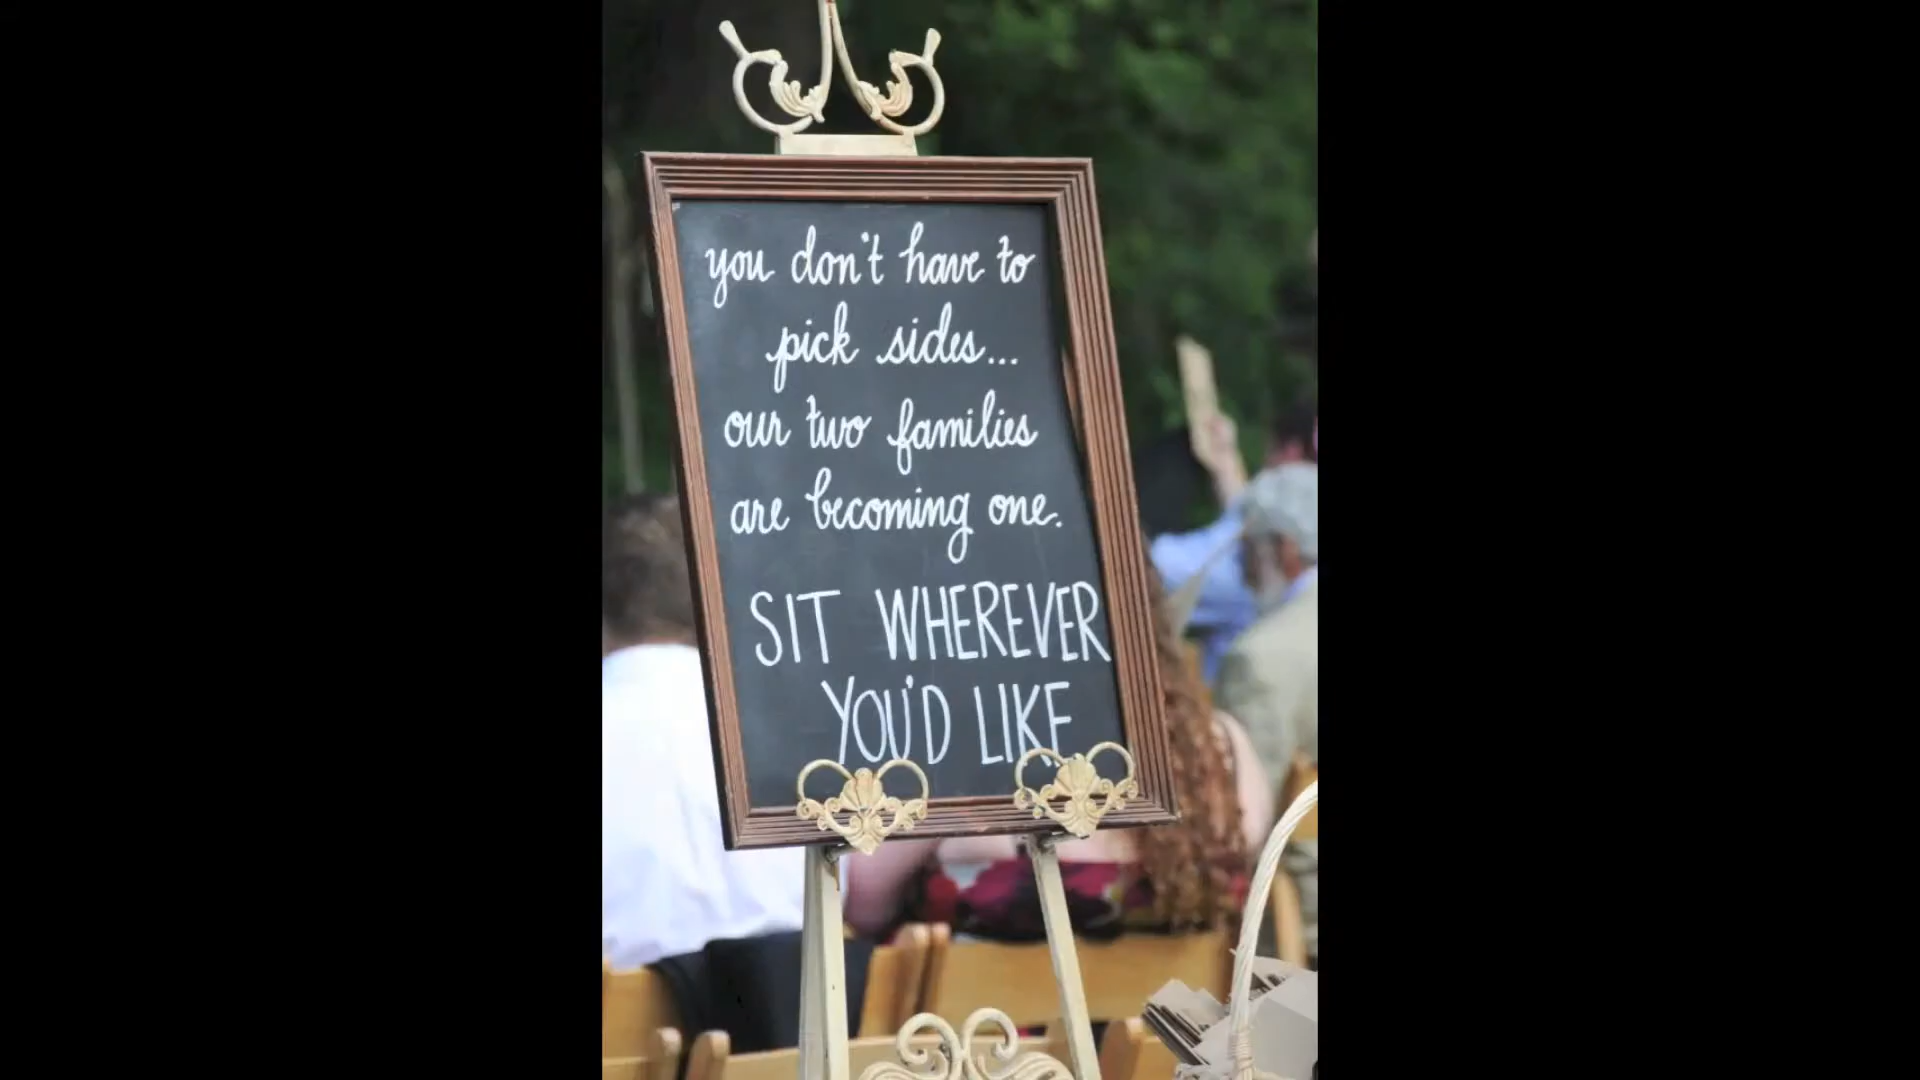 you don't have to
pick sides...
our two families
are becoming one.
SIT WHEREVER
YOU'D LIKE